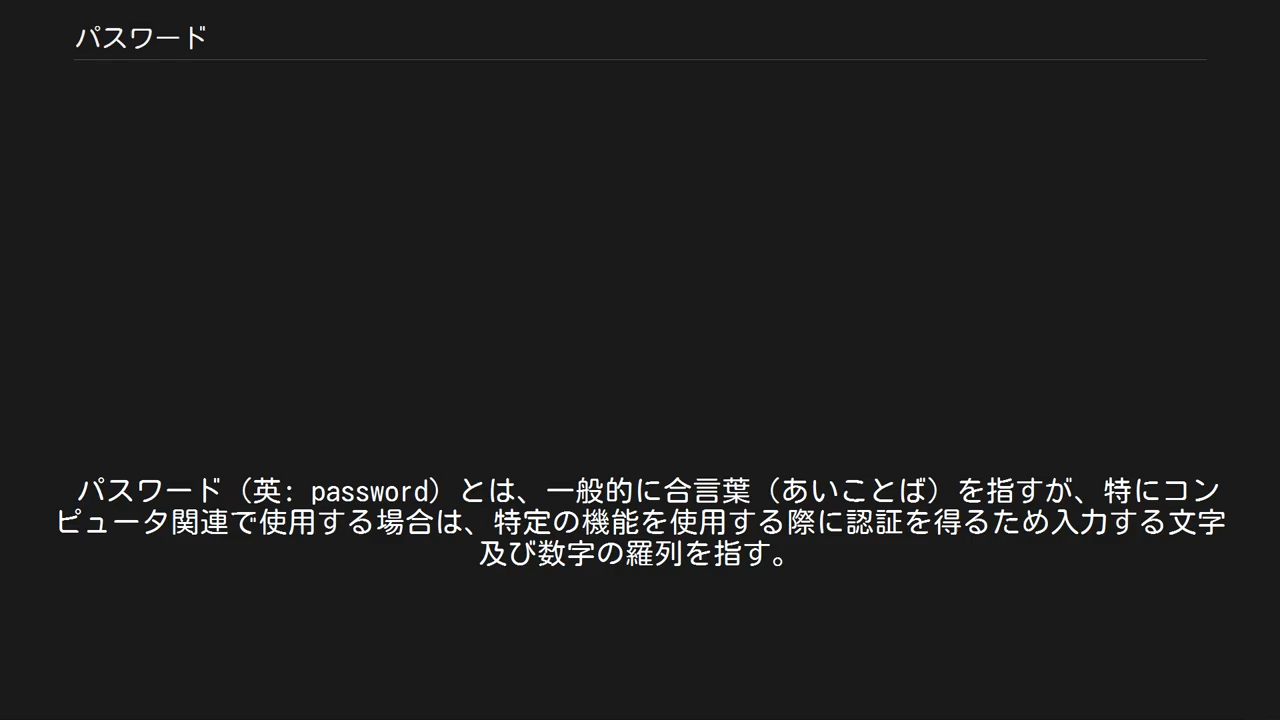 パスワード
パスワード（英: password）とは、一般的に合言葉（あいことば）を指すが、特にコン
ピュータ関連で使用する場合は、特定の機能を使用する際に認証を得るため入力する文字
及び数字の羅列を指す。